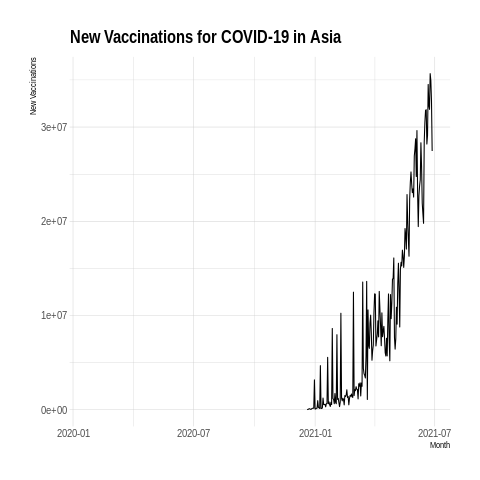 New Vaccinations for COVID-19 in Asia
New Vaccinations
3e+07
2e+07
1e+07
0e+00
2020-01 2020-07 2021-01 2021-07
Month